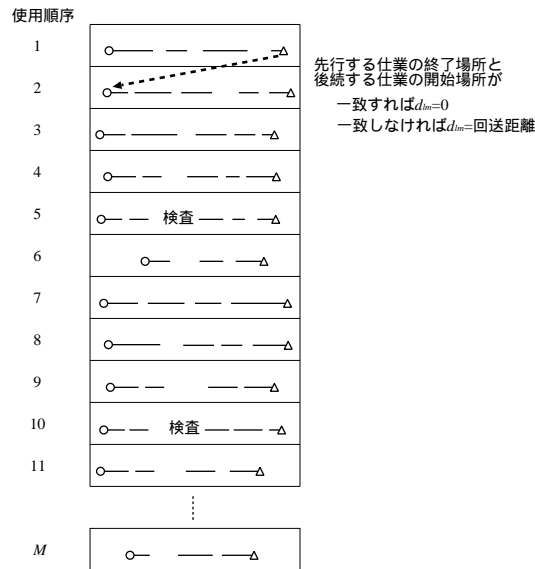 使用順序
1
先行する仕業の終了場所と
後続する仕業の開始場所が
2
一致すればdlm=0
一致しなければdlm=回送距離
3
4
5
検査
6
7
8
9
10
検査
11
M